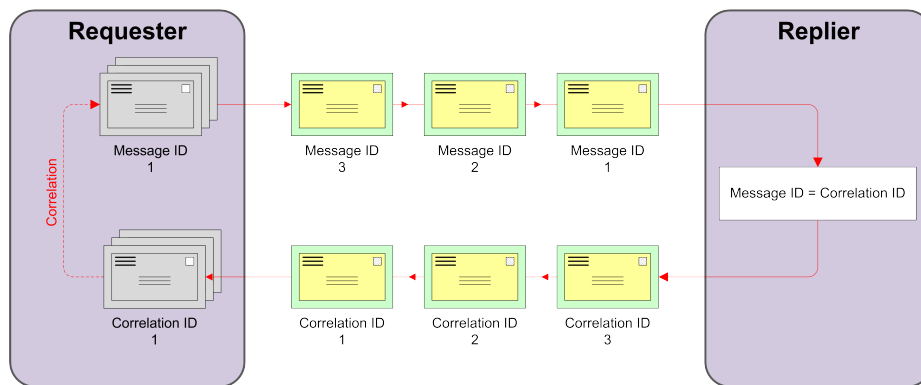 Requester
Replier
Message ID
1
Message ID
3
Message ID
2
Message ID
1
Correlation
Message ID = Correlation ID
Correlation ID
1
Correlation ID
1
Correlation ID
2
Correlation ID
3